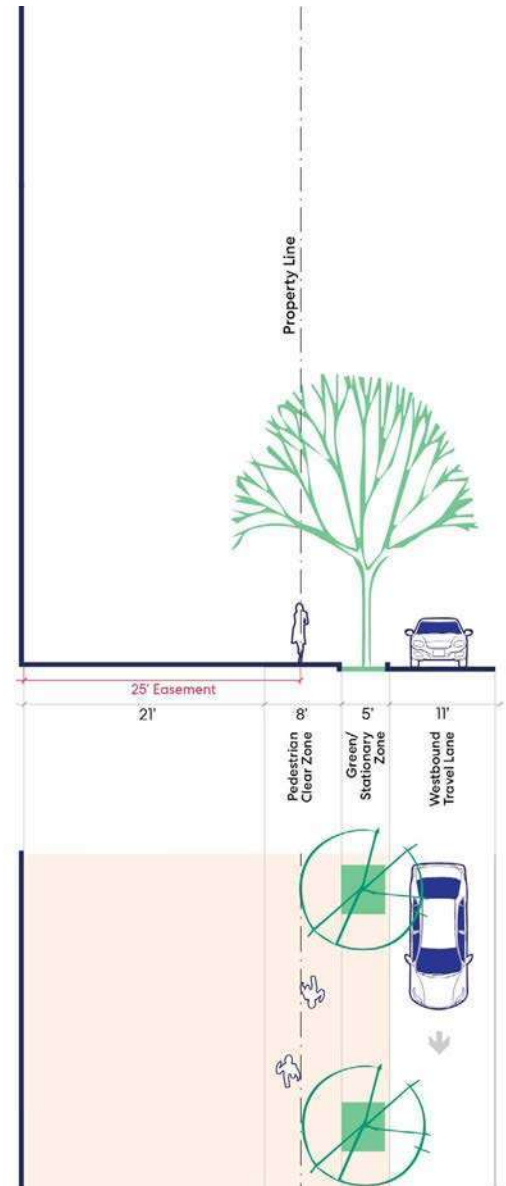 Property Line
25' Easement
21'
8'
5'
11'
Pedestrian
Clear Zone
Green/
Stationary
Zone
Westbound
Travel Lane